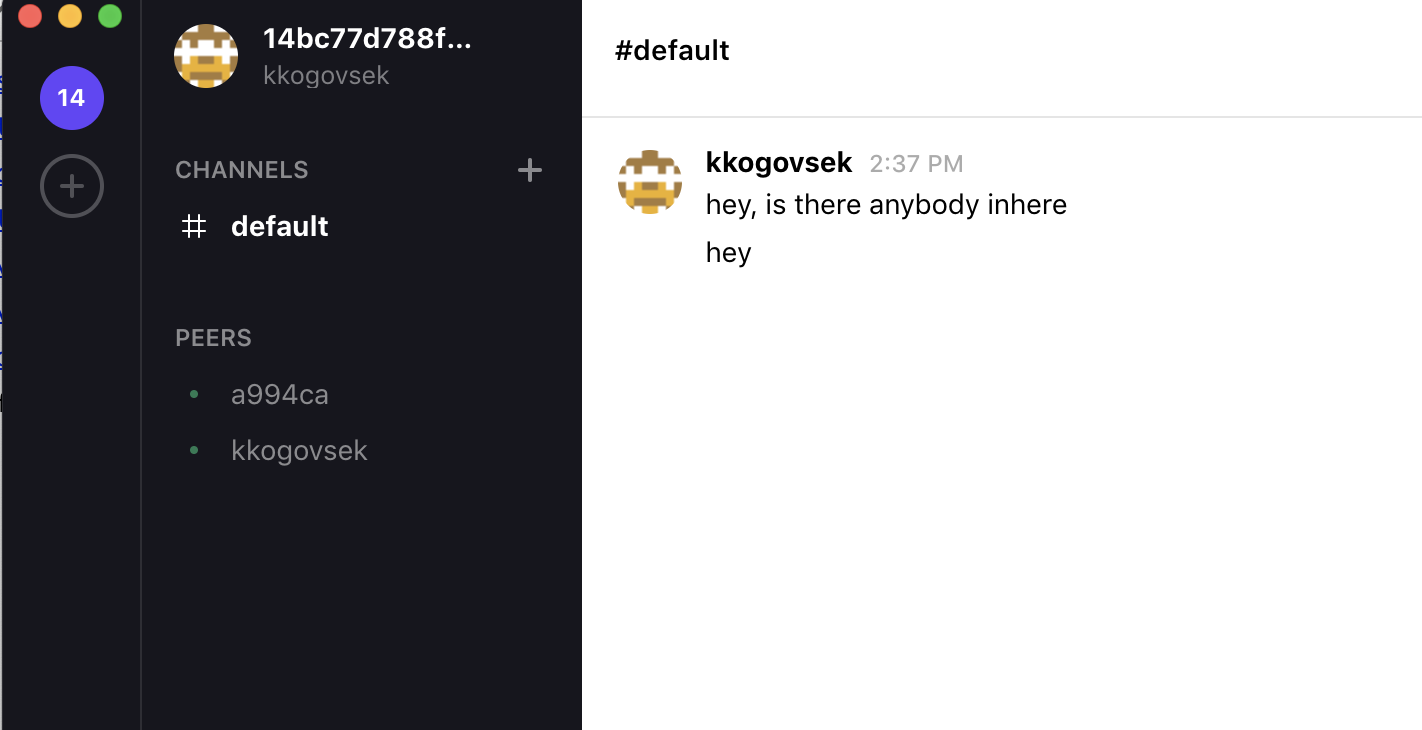 14
14bc77d788f...
kkogovsek
CHANNELS
default
PEERS
a994ca
kkogovsek
#default
kkogovsek 2:37 PM
hey, is there anybody inhere
hey